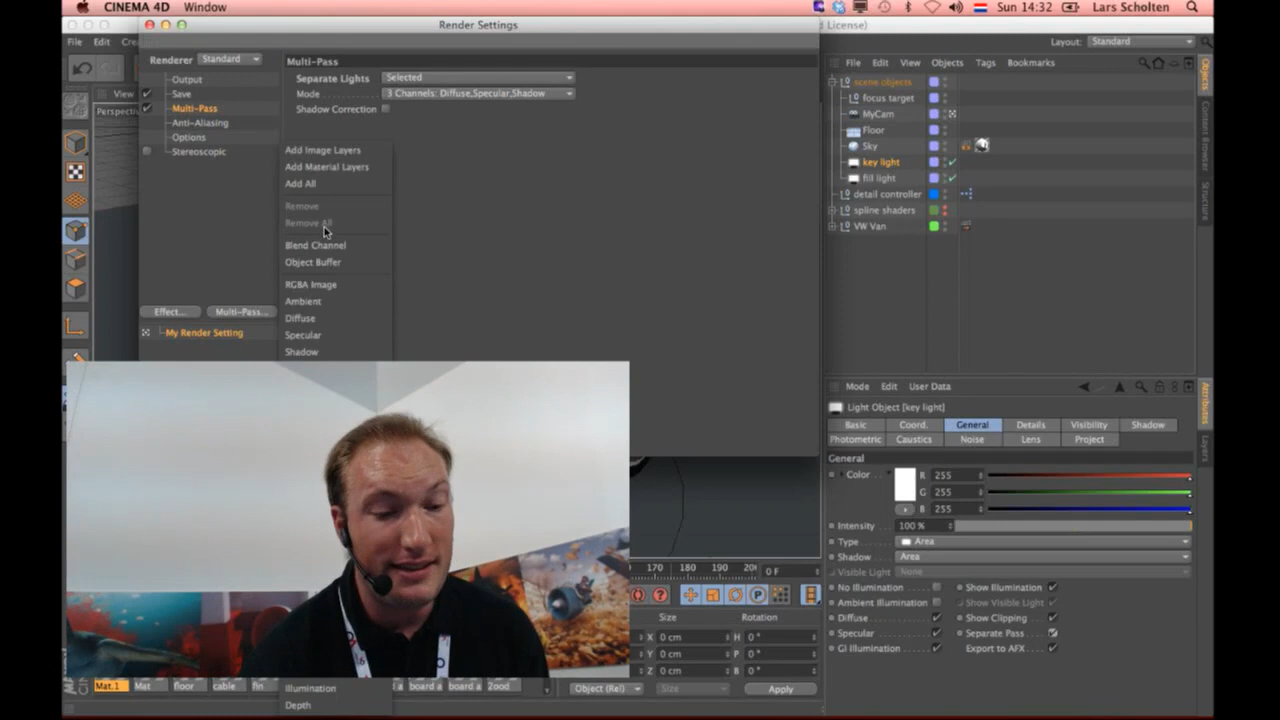 CINEMA 4D Window Sun 14:32 Lars Scholten
Render Settings
File Edit
Layout: Standard
Renderer Standard
Output
Save
Multi-Pass
Anti-Aliasing
Options
Stereoscopic
Effect... Multi-Pass...
My Render Setting
View
Multi-Pass
Separate Lights Selected
Mode 3 Channels: Diffuse,Specular,Shadow
Shadow Correction
Add Image Layers
Add Material Layers
Add All
Remove
Remove All
Blend Channel
Object Buffer
RGBA Image
Ambient
Diffuse
Specular
Shadow
Illumination
Depth
File Edit View Objects Tags Bookmarks
scene objects
focus target
MyCam
Floor
Sky
key light
fill light
detail controller
spline shaders
VW Van
Objects
Content Browser
Structure
Mode Edit User Data
Light Object [key light]
Basic Coord. General Details Visibility Shadow
Photometric Caustics Noise Lens Project
General
Color R 255
G 255
B 255
Intensity 100 %
Type Area
Shadow Area
Visible Light None
No Illumination Show Illumination
Ambient Illumination Show Visible Light
Diffuse Show Clipping
Specular Separate Pass
GI Illumination Export to AFX
Attributes
Layers
170 180 190 0 F
Size Rotation
X 0 cm H 0 °
Y 0 cm P 0 °
Z 0 cm B 0 °
Object (Rel) Size Apply
Mat.1 Mat floor cable fin board a board a 2ood